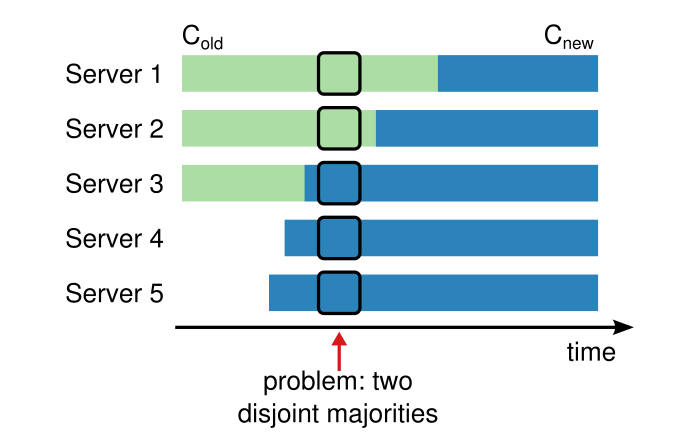 Cold Cnew
Server 1
Server 2
Server 3
Server 4
Server 5
time
problem: two
disjoint majorities